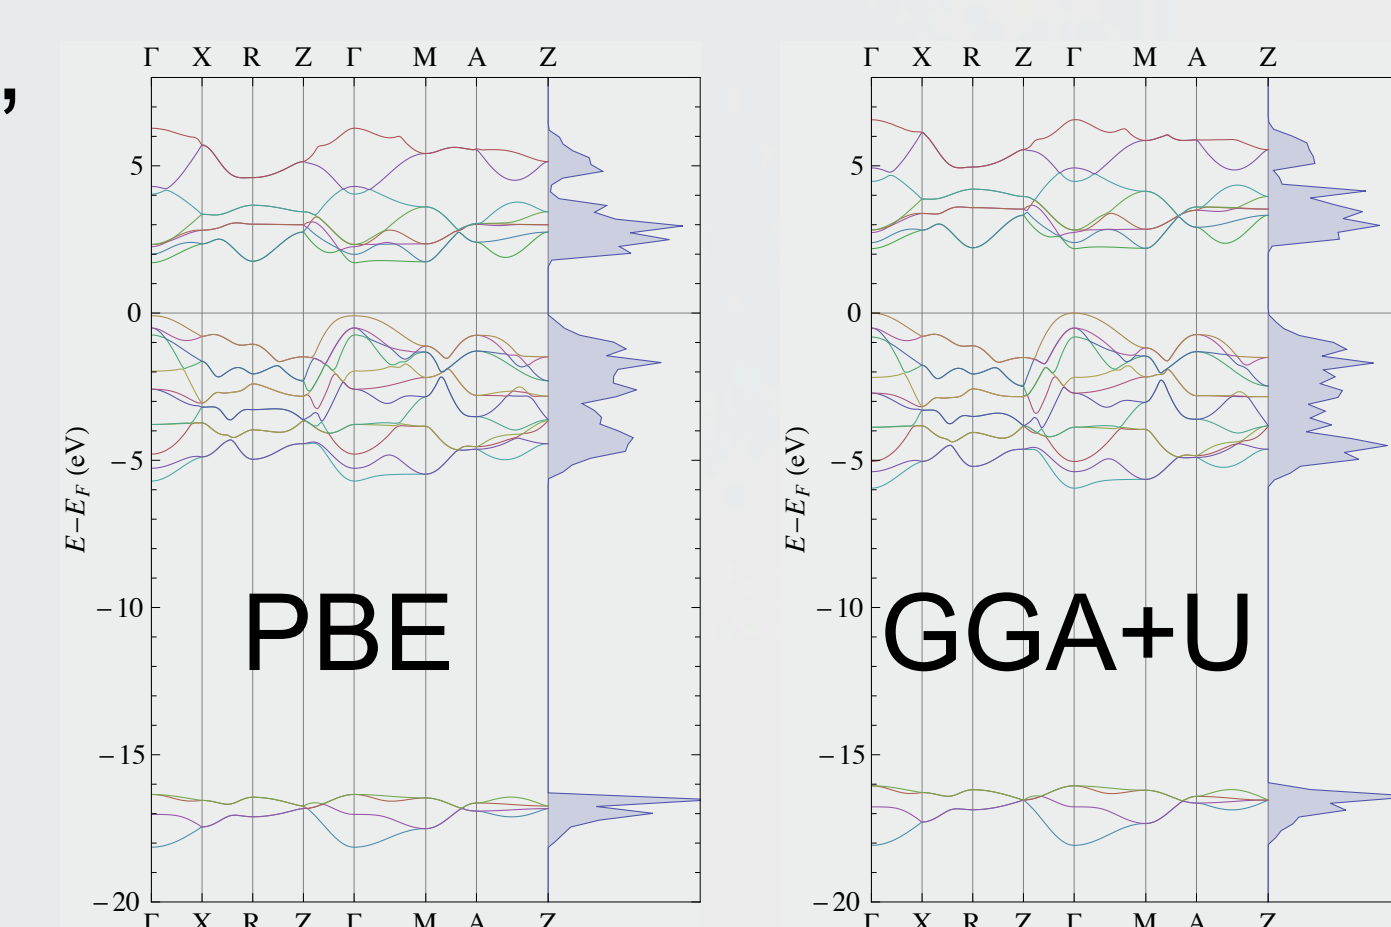 ,
Γ X R Z Γ M A Z
5
0
−5
−10
−15
−20
E−E_F (eV)
PBE
Γ X R Z Γ M A Z
Γ X R Z Γ M A Z
5
0
−5
−10
−15
−20
E−E_F (eV)
GGA+U
Γ X R Z Γ M A Z